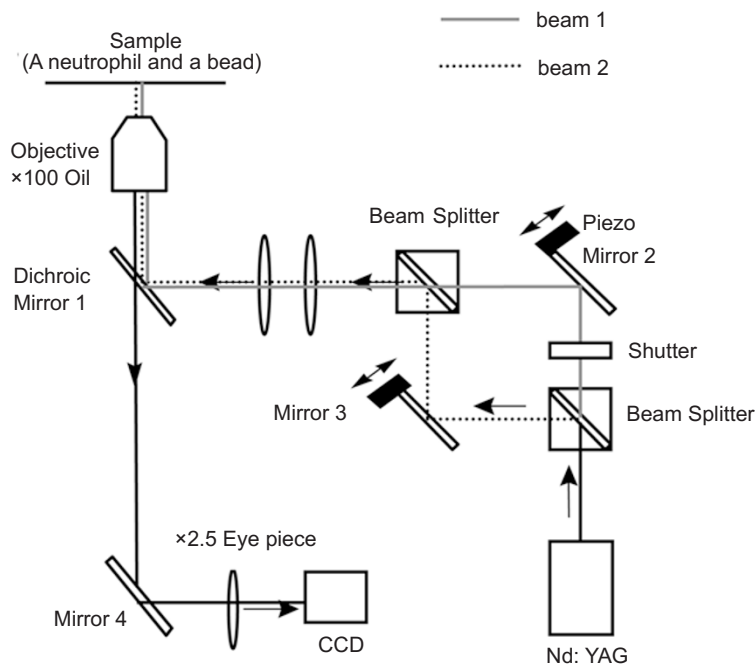 beam 1
beam 2
Sample
(A neutrophil and a bead)
Objective
×100 Oil
Beam Splitter
Piezo
Mirror 2
Dichroic
Mirror 1
Shutter
Mirror 3
Beam Splitter
×2.5 Eye piece
Mirror 4
CCD
Nd: YAG